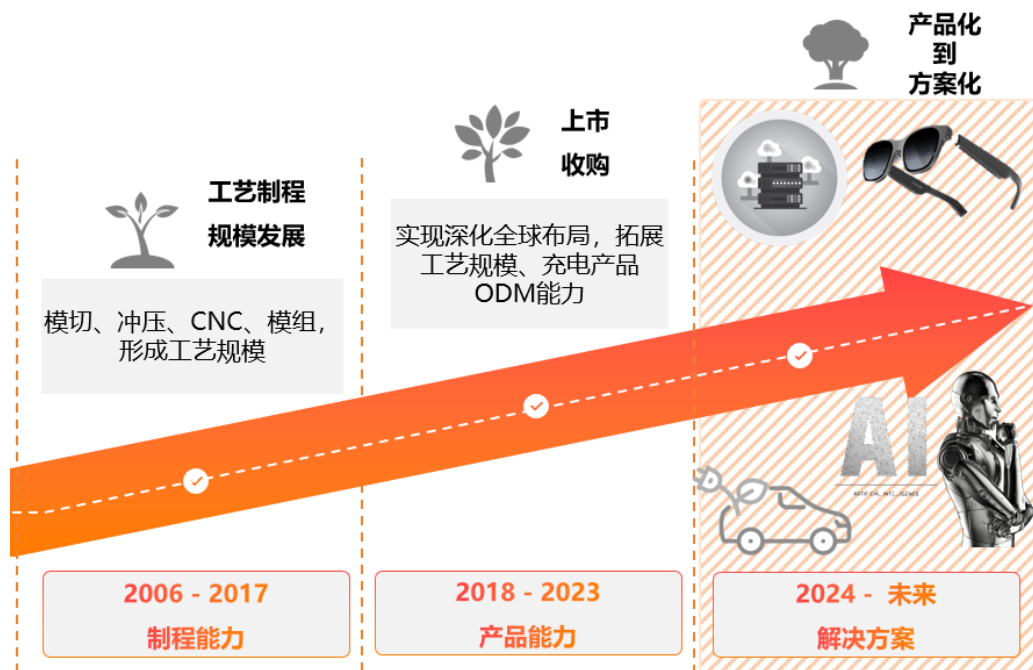 产品化
到
方案化
上市
收购
实现深化全球布局，拓展
工艺规模、充电产品
ODM能力
工艺制程
规模发展
模切、冲压、CNC、模组，
形成工艺规模
AI
ARTIFICIAL INTELLIGENCE
2006 - 2017
制程能力
2018 - 2023
产品能力
2024 - 未来
解决方案